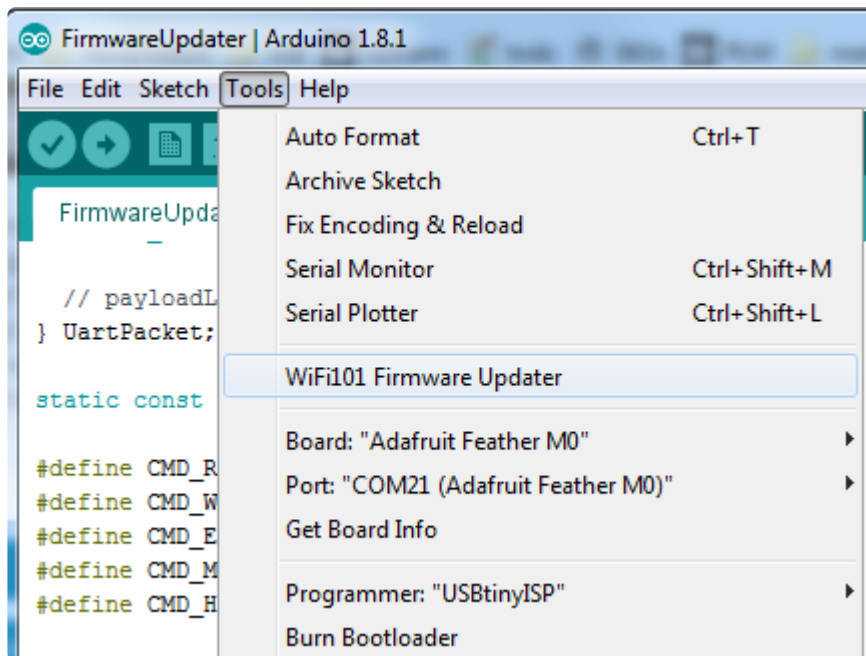 FirmwareUpdater | Arduino 1.8.1
File Edit Sketch Tools Help
Auto Format Ctrl+T
Archive Sketch
FirmwareUpda
Fix Encoding & Reload
Serial Monitor Ctrl+Shift+M
// payloadL
Serial Plotter Ctrl+Shift+L
} UartPacket;
WiFi101 Firmware Updater
static const
Board: "Adafruit Feather M0"
#define CMD_R
Port: "COM21 (Adafruit Feather M0)"
#define CMD_W
Get Board Info
#define CMD_E
#define CMD_M
Programmer: "USBtinyISP"
#define CMD_H
Burn Bootloader